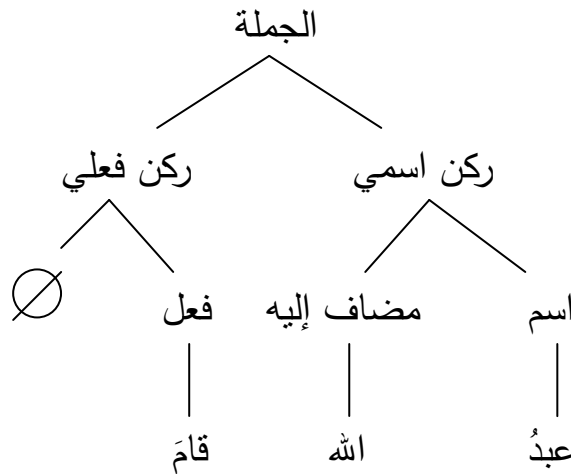 الجملة
ركن اسمي ركن فعلي
اسم مضاف إليه فعل ∅
عبدُ الله قامَ